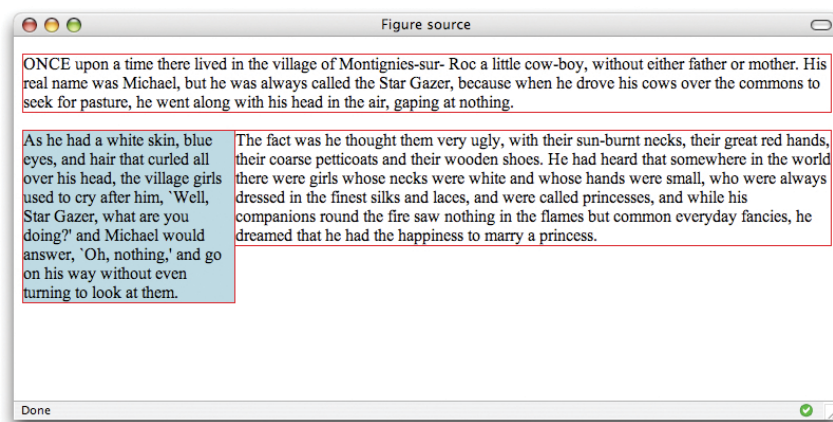 Figure source
ONCE upon a time there lived in the village of Montignies-sur- Roc a little cow-boy, without either father or mother. His
real name was Michael, but he was always called the Star Gazer, because when he drove his cows over the commons to
seek for pasture, he went along with his head in the air, gaping at nothing.
As he had a white skin, blue
eyes, and hair that curled all
over his head, the village girls
used to cry after him, `Well,
Star Gazer, what are you
doing?' and Michael would
answer, `Oh, nothing,' and go
on his way without even
turning to look at them.
The fact was he thought them very ugly, with their sun-burnt necks, their great red hands,
their coarse petticoats and their wooden shoes. He had heard that somewhere in the world
there were girls whose necks were white and whose hands were small, who were always
dressed in the finest silks and laces, and were called princesses, and while his
companions round the fire saw nothing in the flames but common everyday fancies, he
dreamed that he had the happiness to marry a princess.
Done